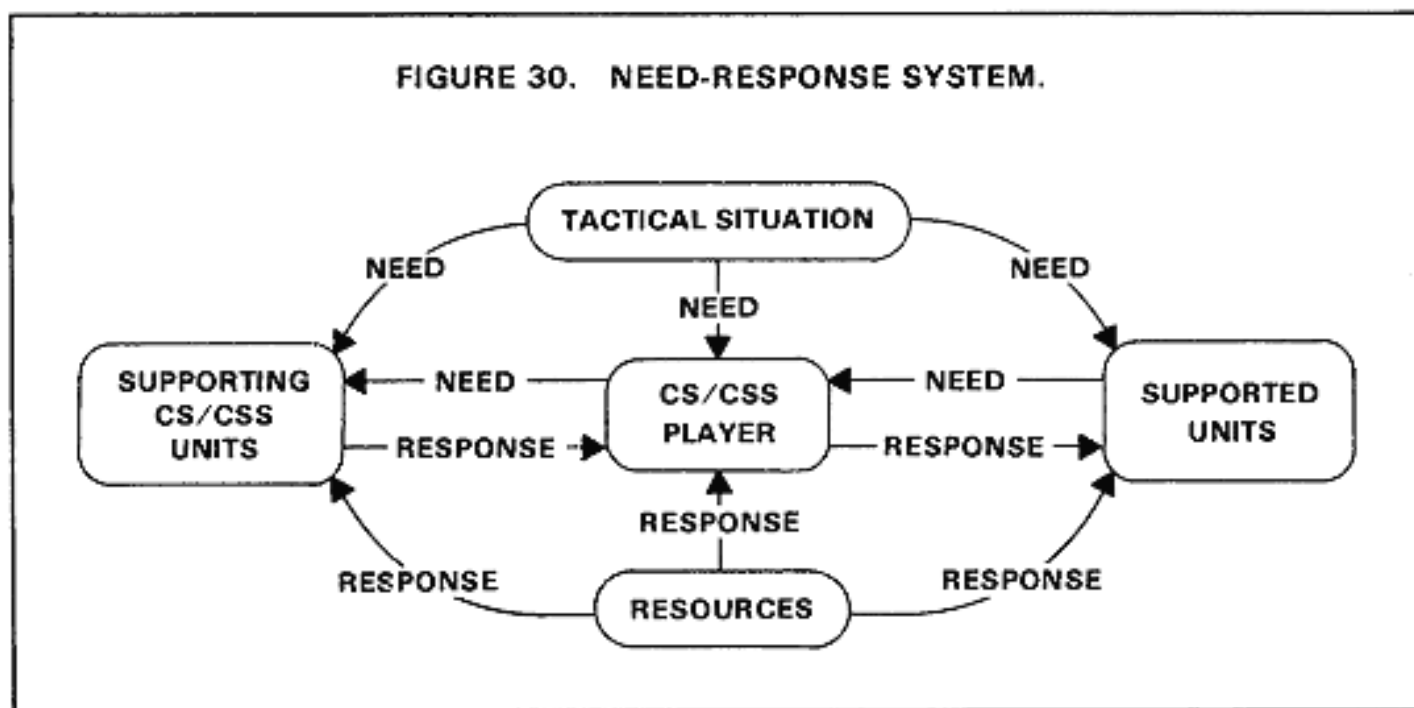 FIGURE 30. NEED-RESPONSE SYSTEM.
TACTICAL SITUATION
NEED
NEED
NEED
SUPPORTING
CS/CSS
UNITS
NEED
CS/CSS
PLAYER
NEED
SUPPORTED
UNITS
RESPONSE
RESPONSE
RESPONSE
RESPONSE
RESPONSE
RESOURCES